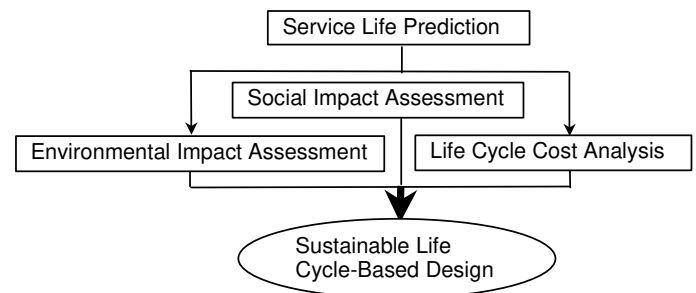 Service Life Prediction
Social Impact Assessment
Environmental Impact Assessment
Life Cycle Cost Analysis
Sustainable Life
Cycle-Based Design